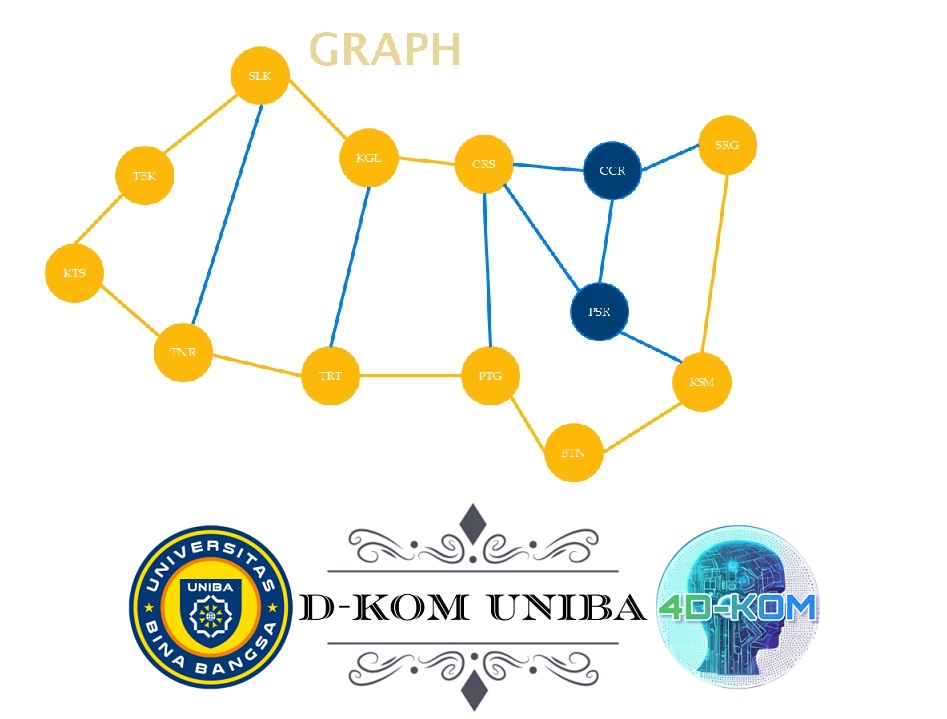 GRAPH
SLK
KGL
CRS
CCR
SRG
TBK
KTS
PSR
TNR
TRT
PTG
KSM
BTN
UNIVERSITAS
UNIBA
BINA BANGSA
D-KOM UNIBA
4D-KOM